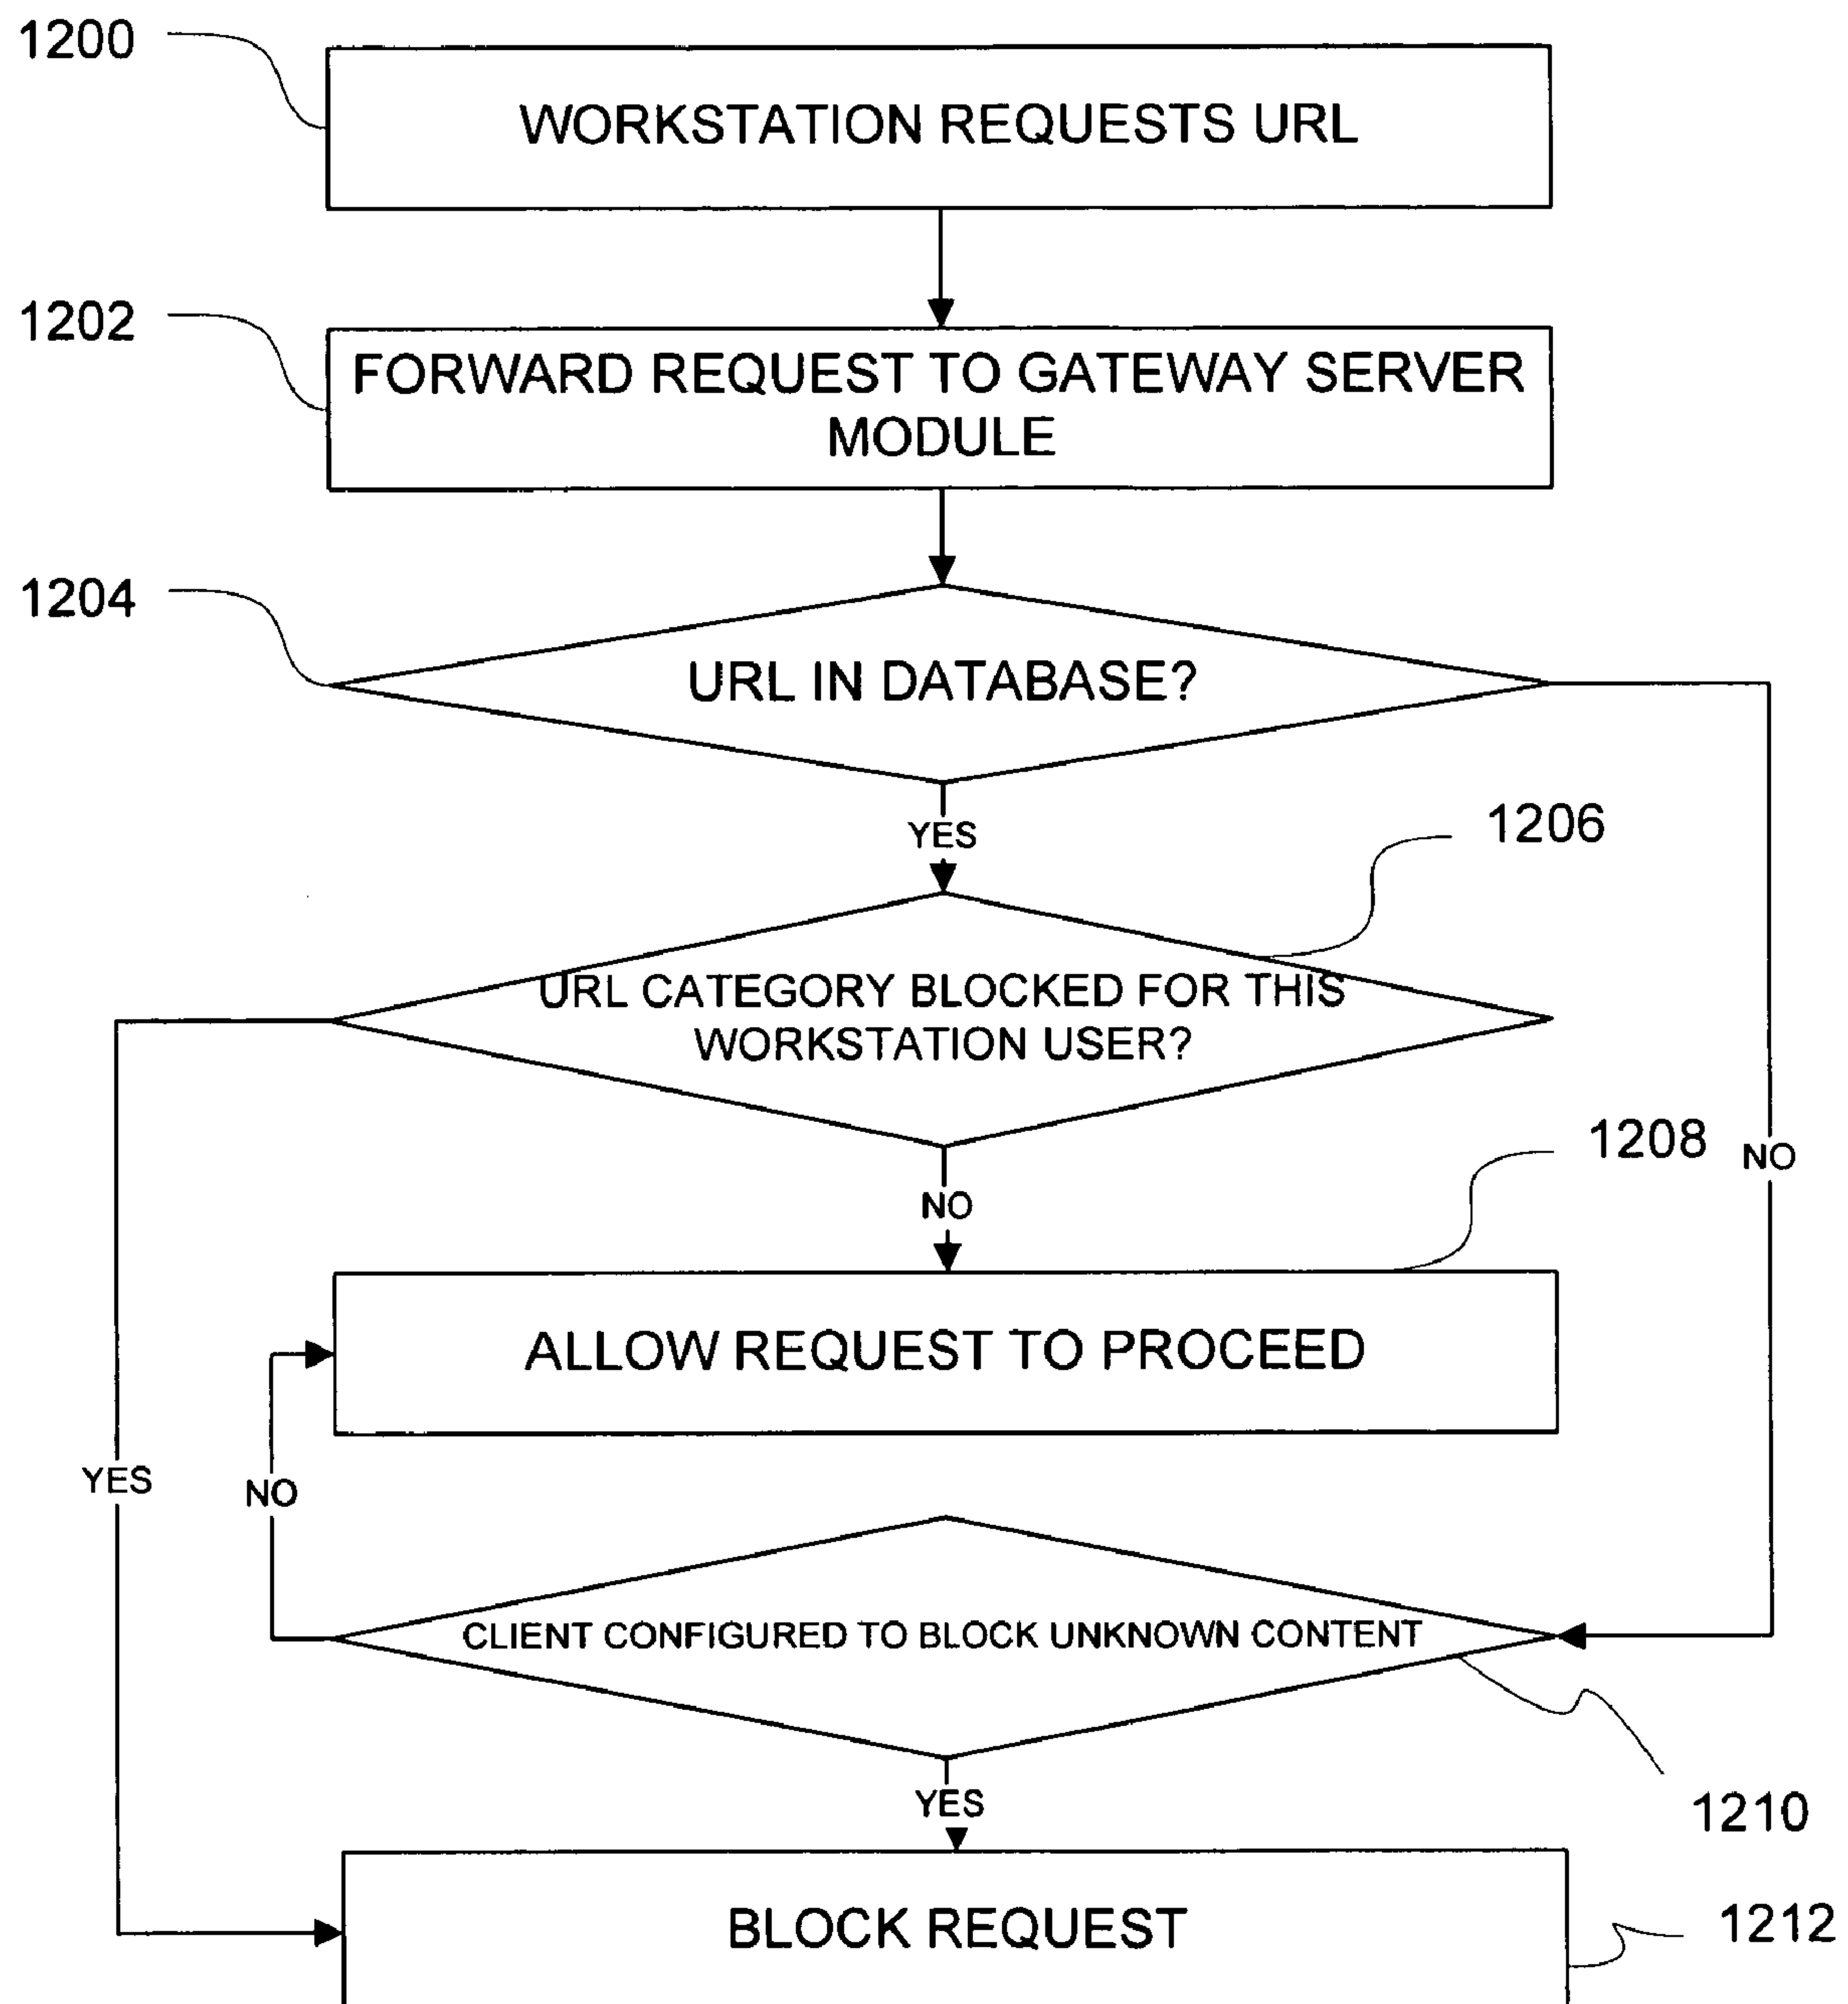 1200
WORKSTATION REQUESTS URL
1202
FORWARD REQUEST TO GATEWAY SERVER
MODULE
1204
URL IN DATABASE?
YES
1206
URL CATEGORY BLOCKED FOR THIS
WORKSTATION USER?
1208
NO
NO
ALLOW REQUEST TO PROCEED
YES
NO
CLIENT CONFIGURED TO BLOCK UNKNOWN CONTENT
YES
1210
BLOCK REQUEST
1212